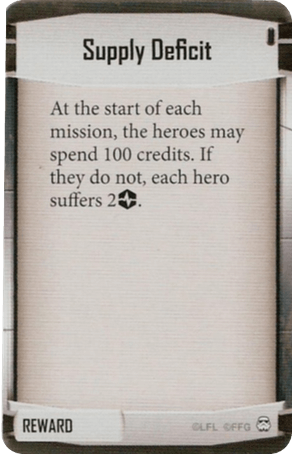 Supply Deficit
At the start of each
mission, the heroes may
spend 100 credits. If
they do not, each hero
suffers 2.
REWARD
©LFL ©FFG